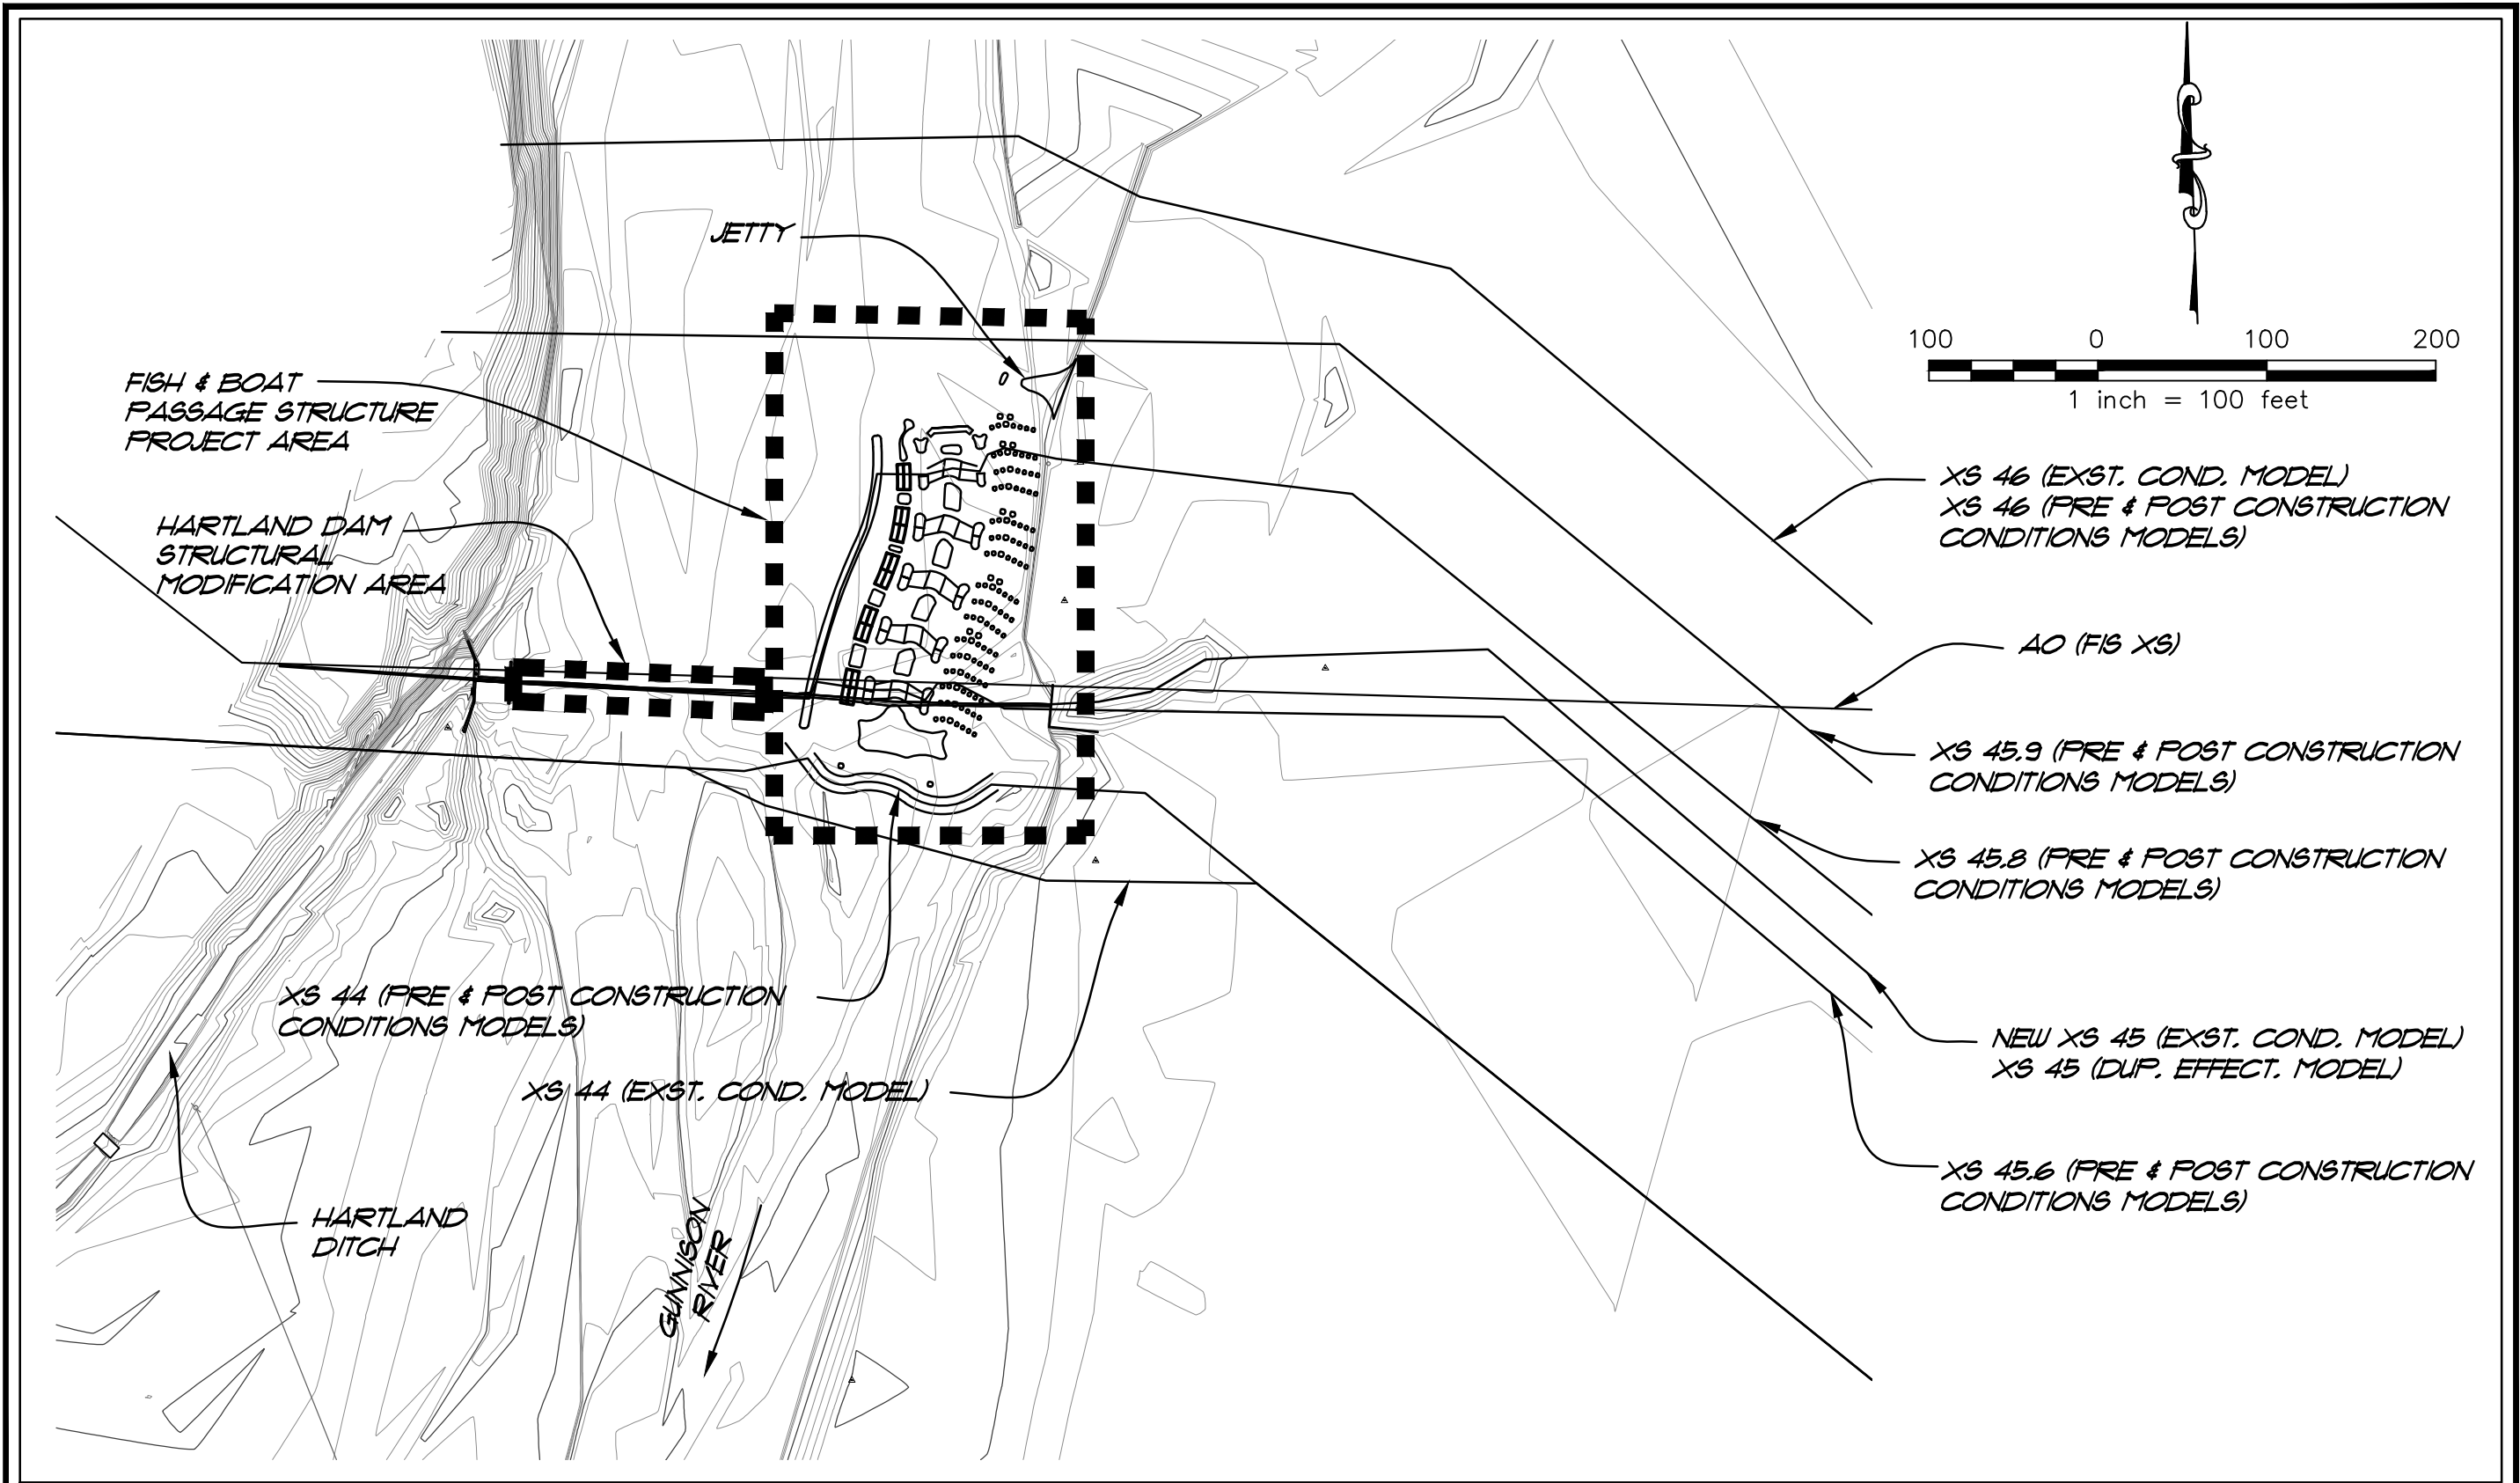 JETTY
FISH & BOAT
PASSAGE STRUCTURE
PROJECT AREA
HARTLAND DAM
STRUCTURAL
MODIFICATION AREA
100 0 100 200
1 inch = 100 feet
XS 46 (EXST. COND. MODEL)
XS 46 (PRE & POST CONSTRUCTION
CONDITIONS MODELS)
AO (FIS XS)
XS 45.9 (PRE & POST CONSTRUCTION
CONDITIONS MODELS)
XS 45.8 (PRE & POST CONSTRUCTION
CONDITIONS MODELS)
NEW XS 45 (EXST. COND. MODEL)
XS 45 (DUP. EFFECT. MODEL)
XS 45.6 (PRE & POST CONSTRUCTION
CONDITIONS MODELS)
XS 44 (PRE & POST CONSTRUCTION
CONDITIONS MODELS)
XS 44 (EXST. COND. MODEL)
HARTLAND
DITCH
GUNNISON
RIVER